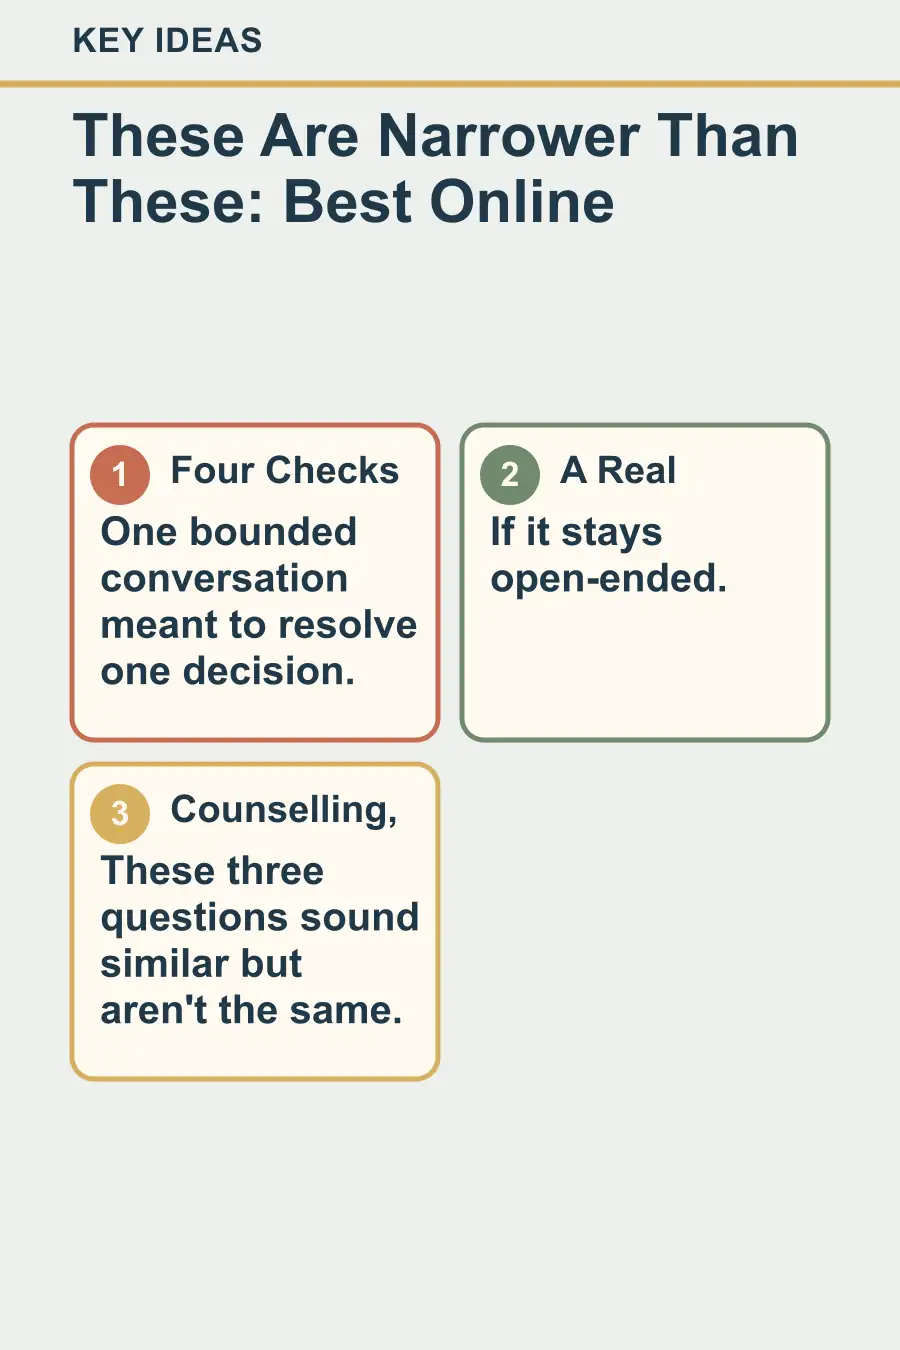 KEY IDEAS
These Are Narrower Than
These: Best Online
1 Four Checks
One bounded
conversation
meant to resolve
one decision.
2 A Real
If it stays
open-ended.
3 Counselling,
These three
questions sound
similar but
aren't the same.